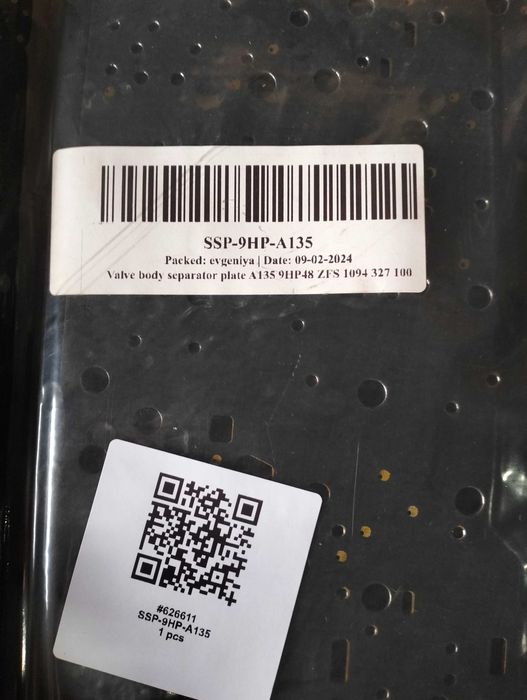 SSP-9HP-A135
Packed: evgeniya | Date: 09-02-2024
Valve body separator plate A135 9HP48 ZFS 1094 327 100
#626611
SSP-9HP-A135
1 pcs